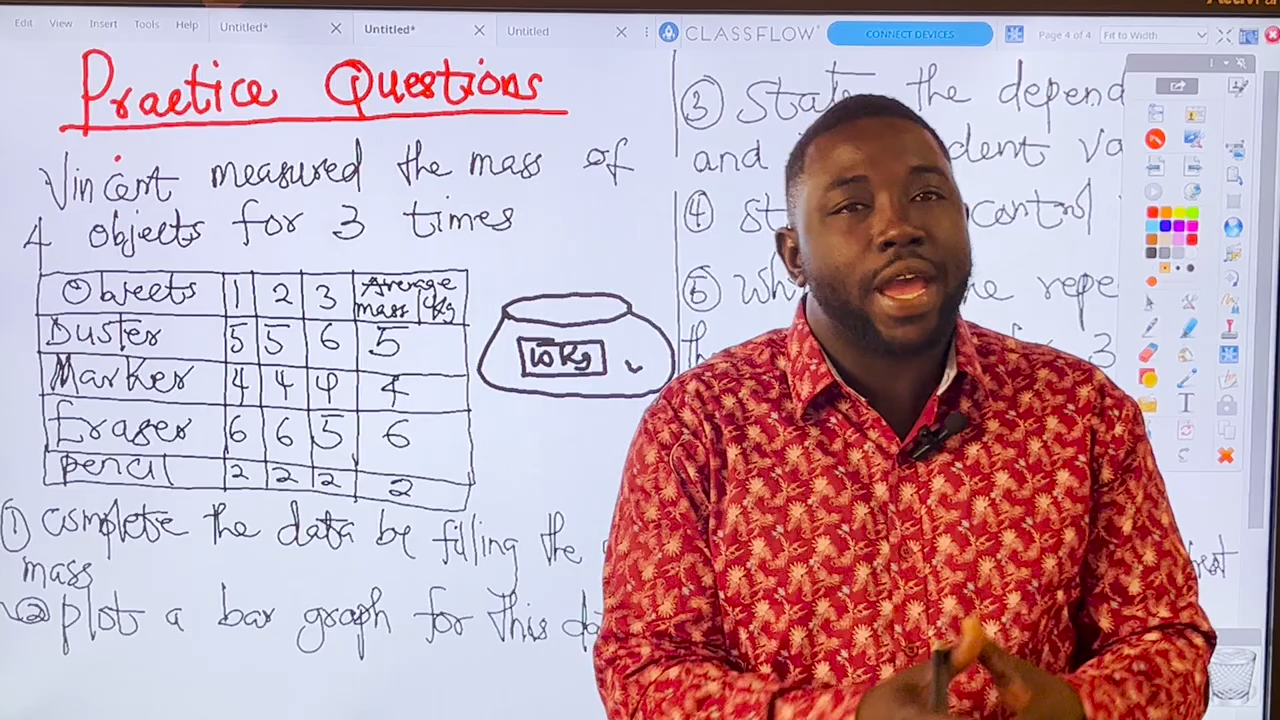 Edit View Insert Tools Help Untitled* Untitled* Untitled CLASSFLOW CONNECT DEVICES Page 4 of 4 Fit to Width
Practice Questions
Vincent measured the mass of
4 objects for 3 times
Objects 1 2 3 Average mass/kg
Duster 5 5 6 5
Marker 4 4 4 4
Eraser 6 6 5 6
pencil 2 2 2 2
10kg
① complete the data be filling the
mass
② plot a bar graph for this da
③ State the depend
and dent va
④ St control
⑤ Wh e repe
th 3